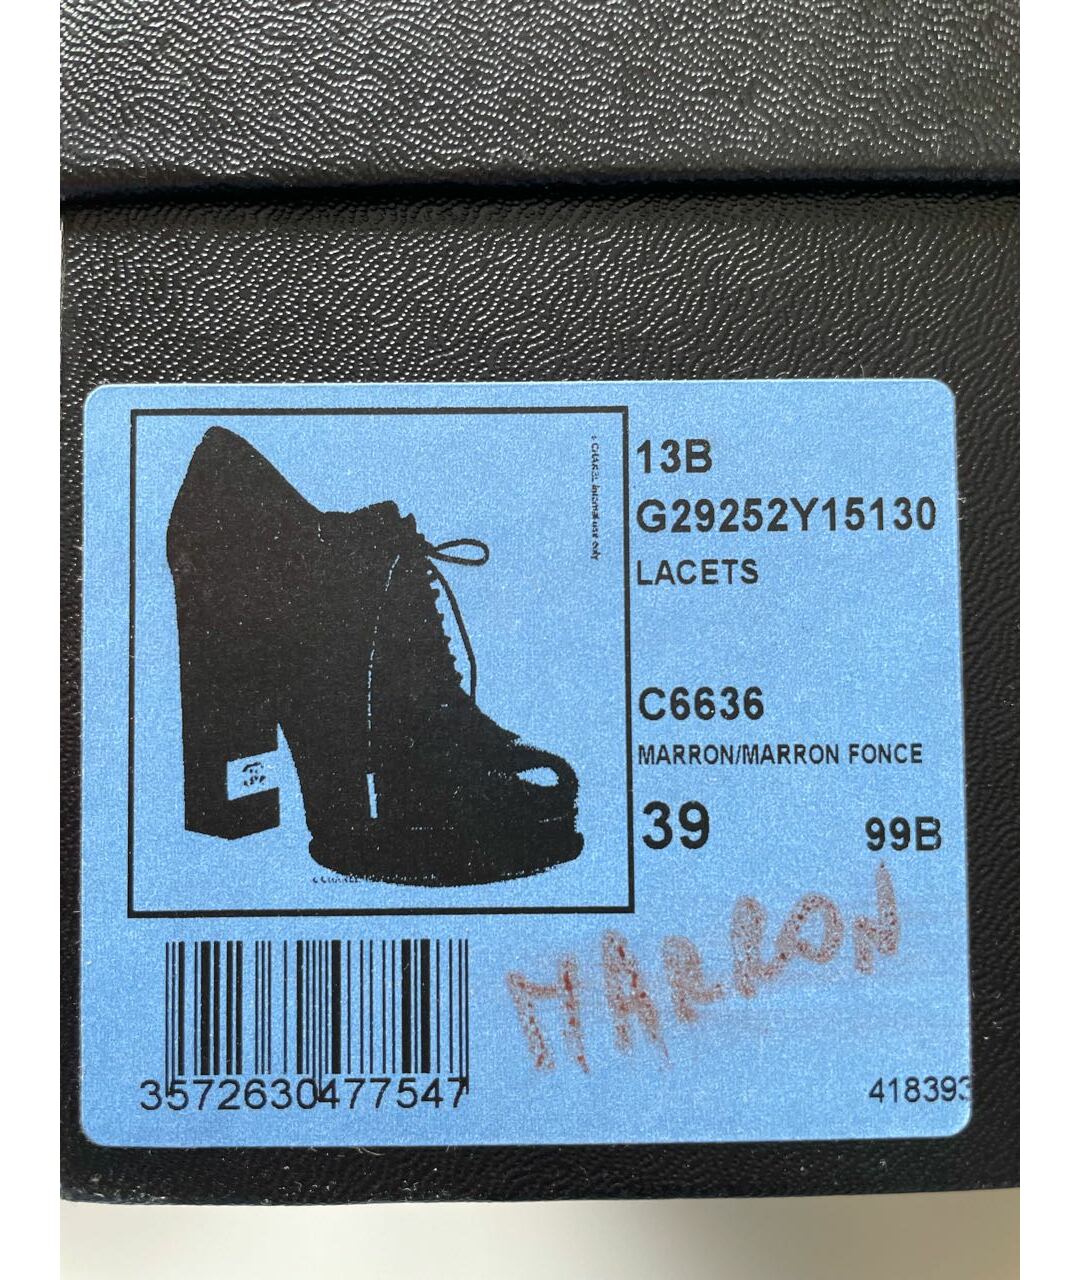 13B
G29252Y15130
LACETS
C6636
MARRON/MARRON FONCE
39 99B
MARRON
3572630477547
418393